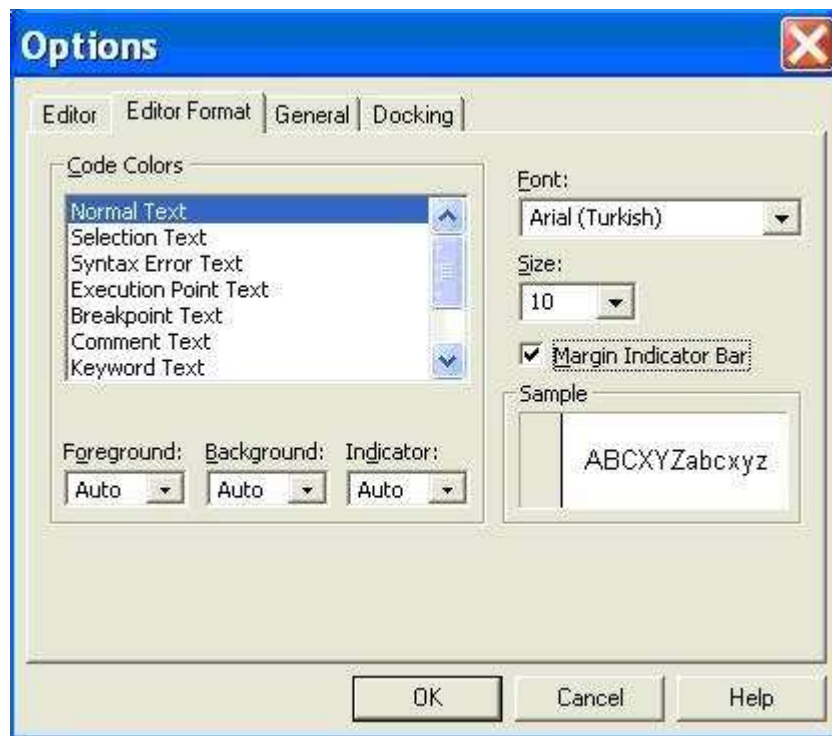 Options
Editor Editor Format General Docking
Code Colors
Normal Text
Selection Text
Syntax Error Text
Execution Point Text
Breakpoint Text
Comment Text
Keyword Text
Foreground: Background: Indicator:
Auto Auto Auto
Font:
Arial (Turkish)
Size:
10
Margin Indicator Bar
Sample
ABCXYZabcxyz
OK Cancel Help